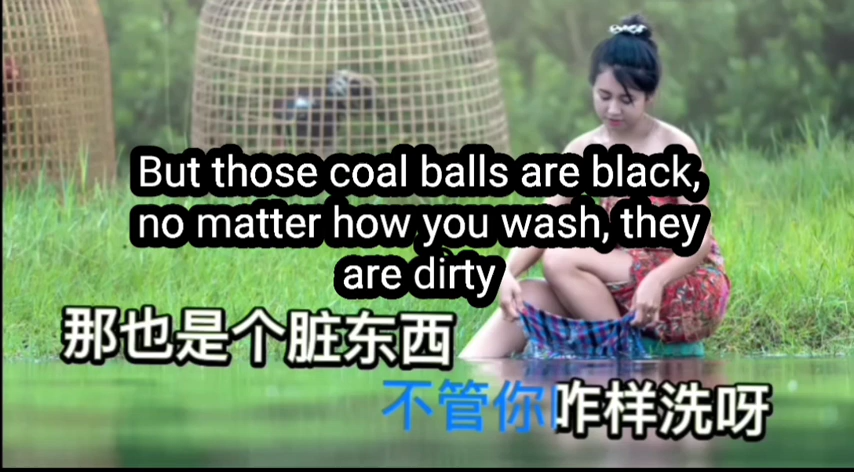 But those coal balls are black,
no matter how you wash, they
are dirty
那也是个脏东西
不管你咋样洗呀